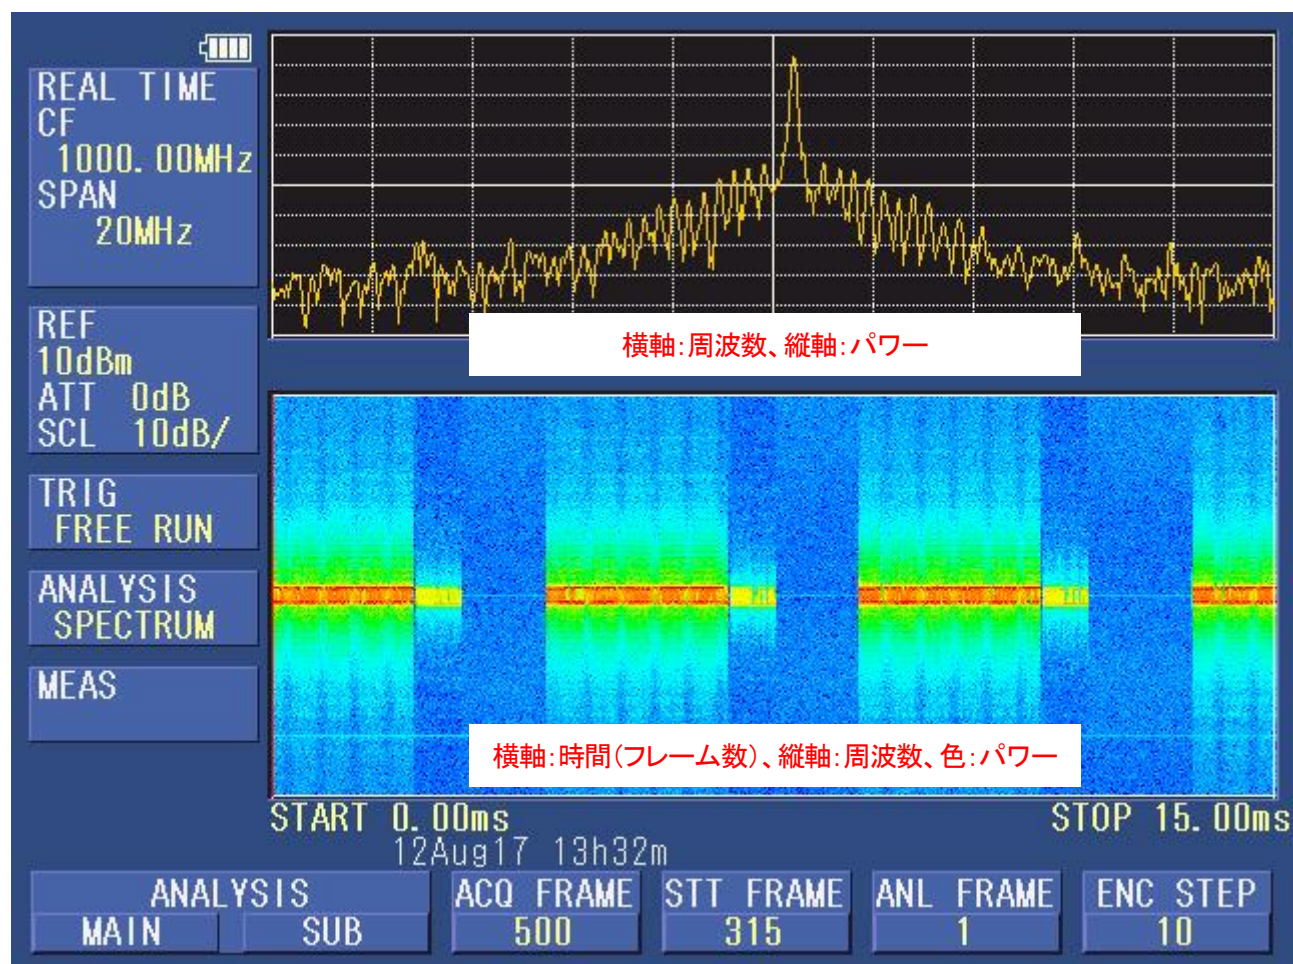 REAL TIME
CF
1000.00MHz
SPAN
20MHz
REF
10dBm
ATT 0dB
SCL 10dB/
TRIG
FREE RUN
ANALYSIS
SPECTRUM
MEAS
横軸:周波数、縦軸:パワー
横軸:時間(フレーム数)、縦軸:周波数、色:パワー
START 0.00ms
STOP 15.00ms
12Aug17 13h32m
ANALYSIS
MAIN
SUB
ACQ FRAME
500
STT FRAME
315
ANL FRAME
1
ENC STEP
10